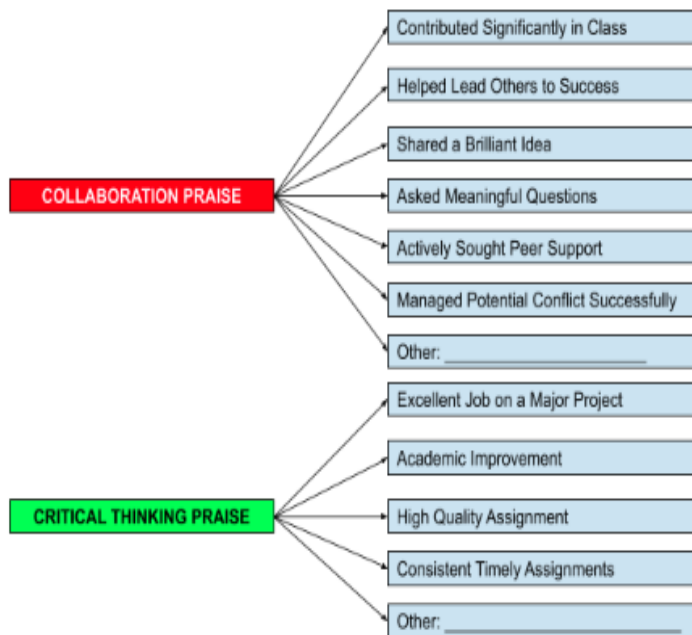 Contributed Significantly in Class
Helped Lead Others to Success
Shared a Brilliant Idea
COLLABORATION PRAISE
Asked Meaningful Questions
Actively Sought Peer Support
Managed Potential Conflict Successfully
Other: ______________________
Excellent Job on a Major Project
Academic Improvement
CRITICAL THINKING PRAISE
High Quality Assignment
Consistent Timely Assignments
Other: __________________________